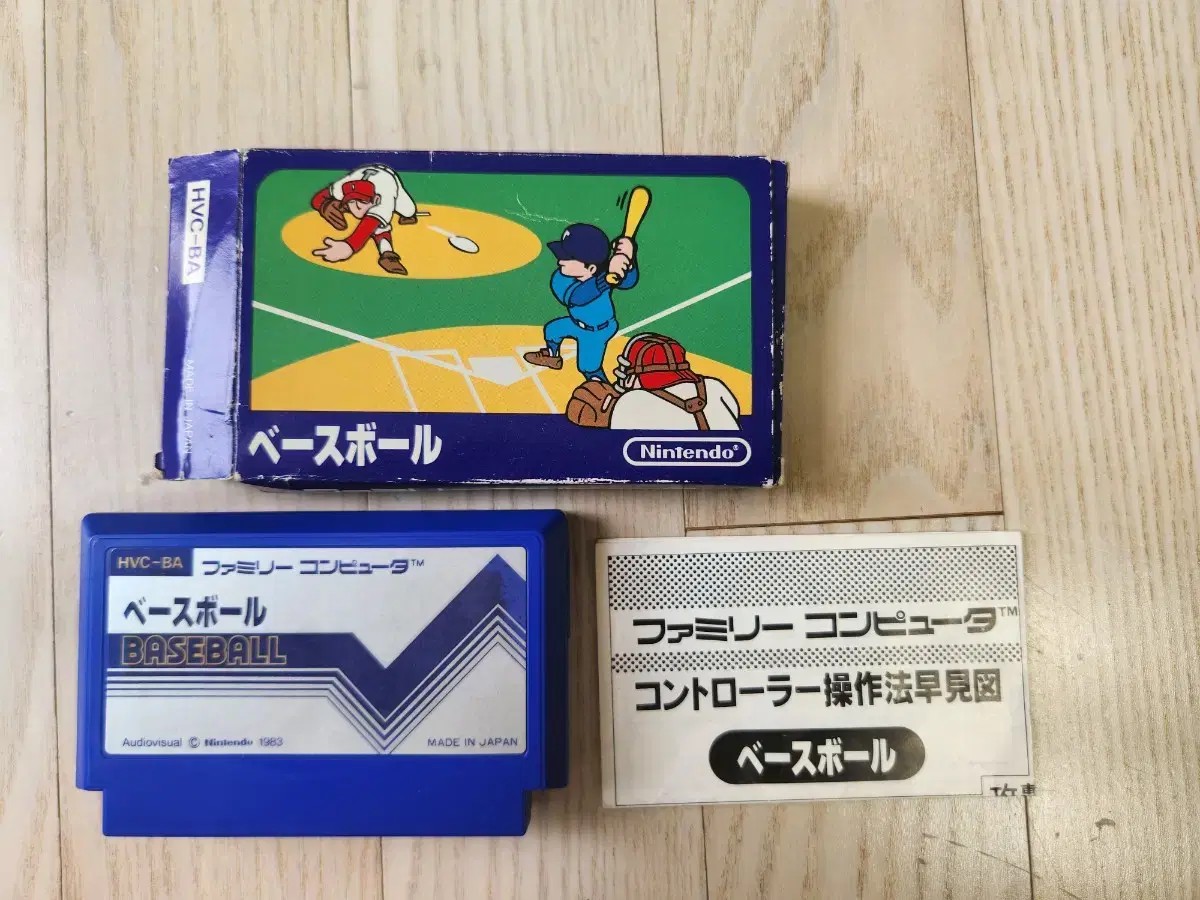 HVC-BA
MADE IN JAPAN
ベースボール
Nintendo®
HVC-BA
ファミリー コンピュータ™
ベースボール
BASEBALL
Audiovisual © Nintendo 1983
MADE IN JAPAN
ファミリー コンピュータ™
コントローラー操作法早見図
ベースボール
攻